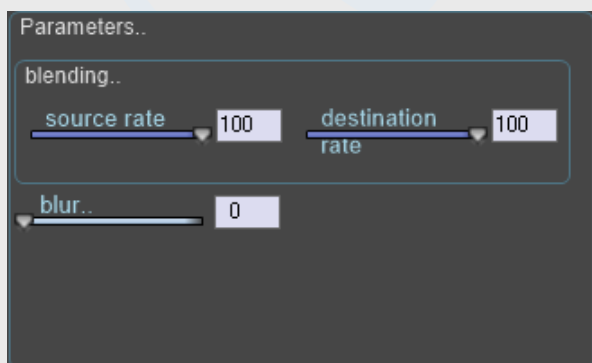 Parameters..
blending..
source rate 100
destination 100
rate
blur.. 0